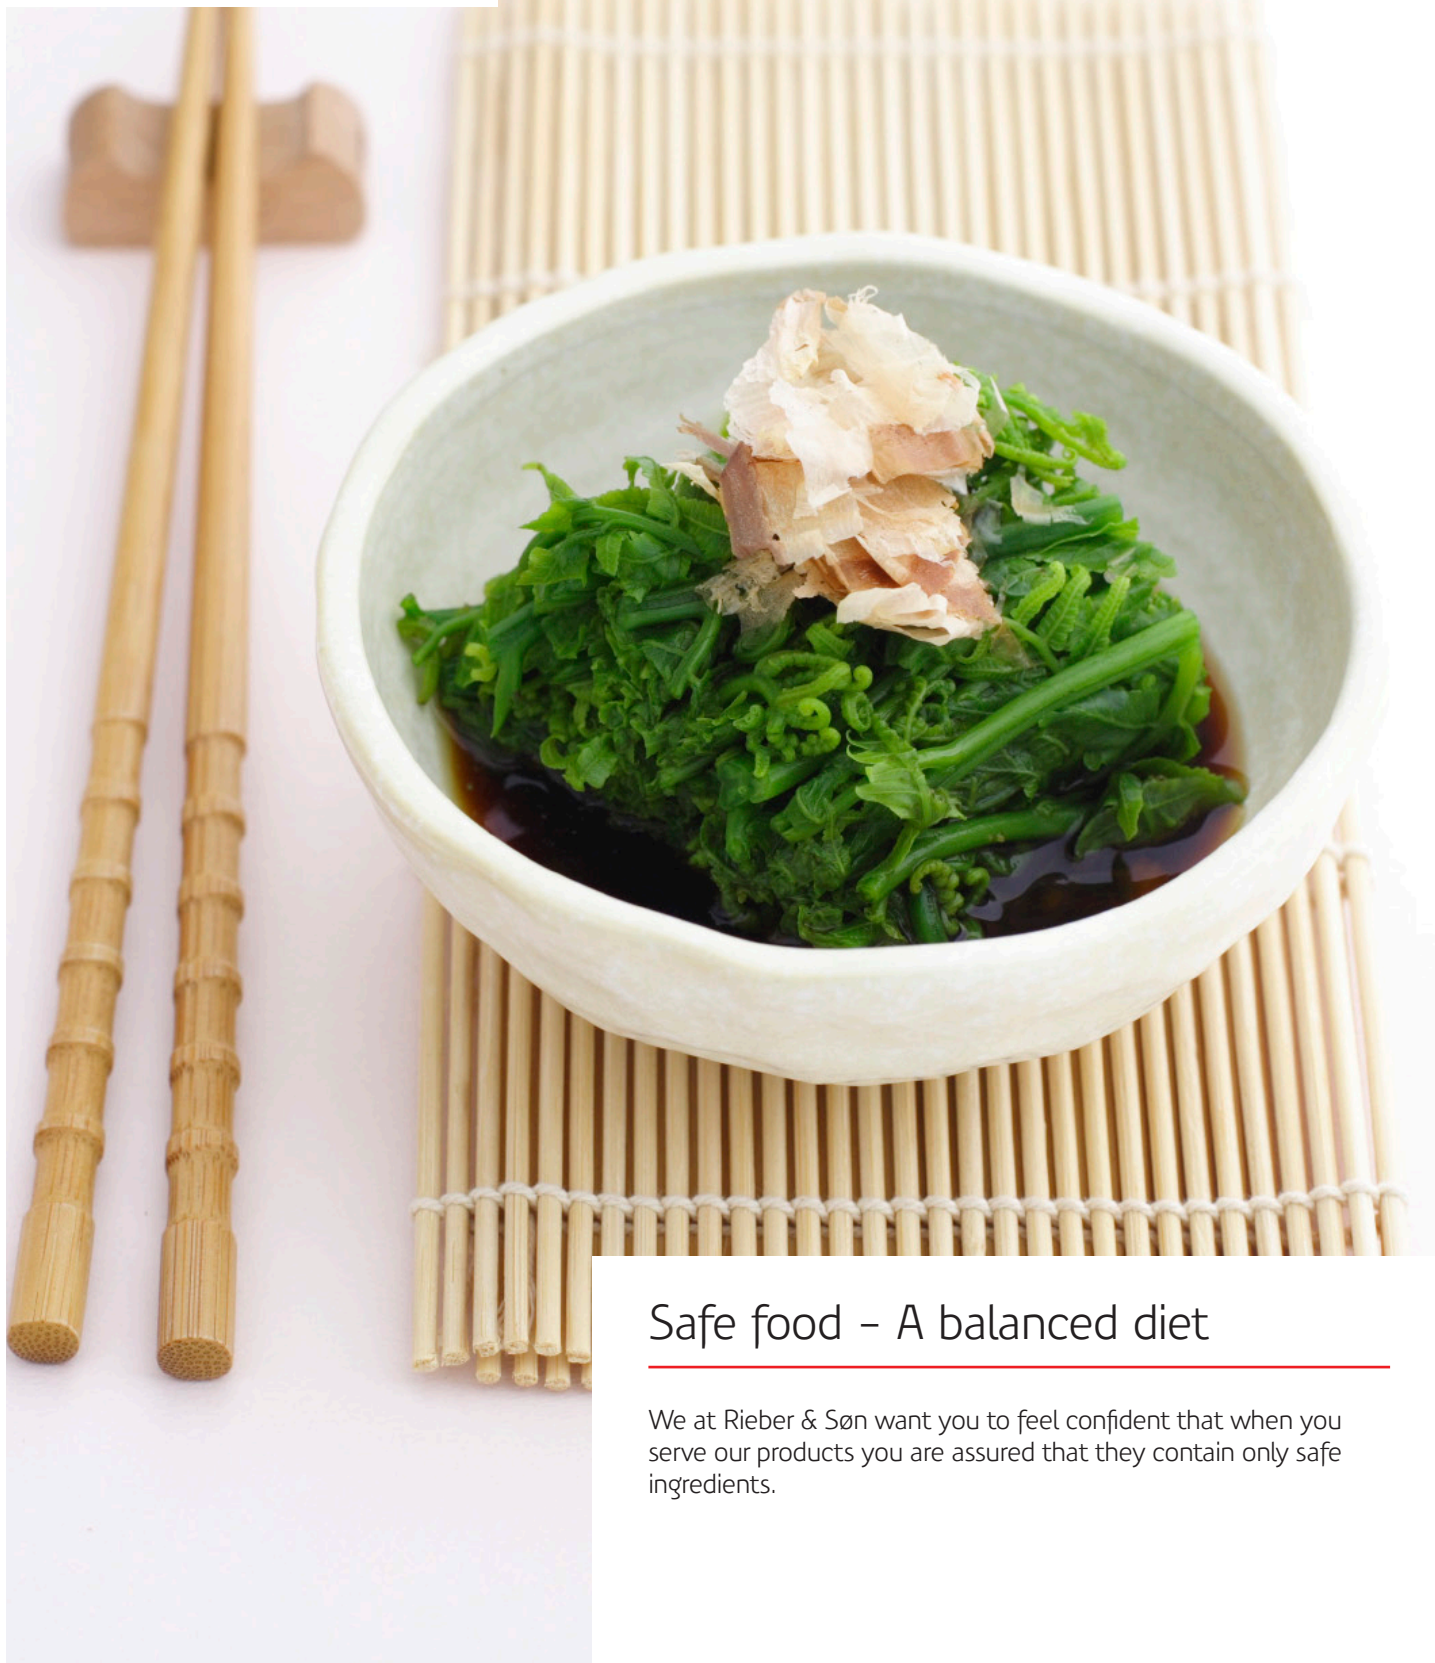 Safe food – A balanced diet
We at Rieber & Søn want you to feel confident that when you
serve our products you are assured that they contain only safe
ingredients.